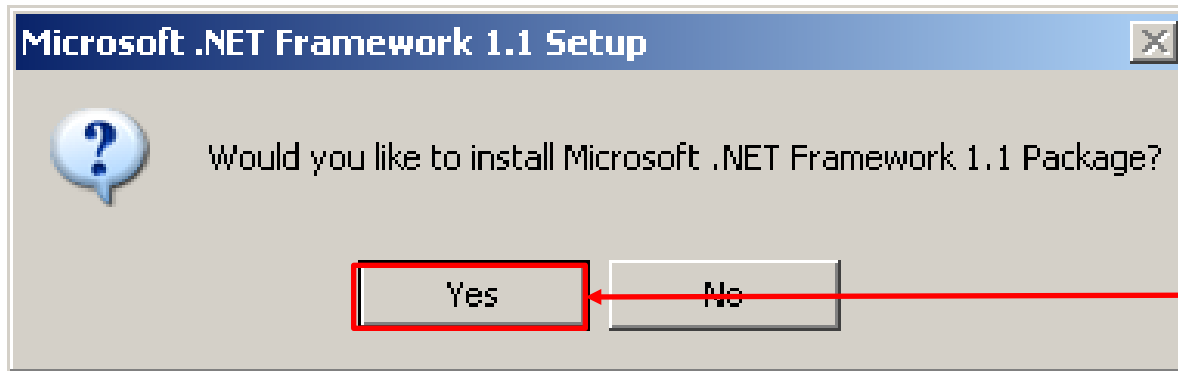 Microsoft .NET Framework 1.1 Setup
Would you like to install Microsoft .NET Framework 1.1 Package?
Yes
No